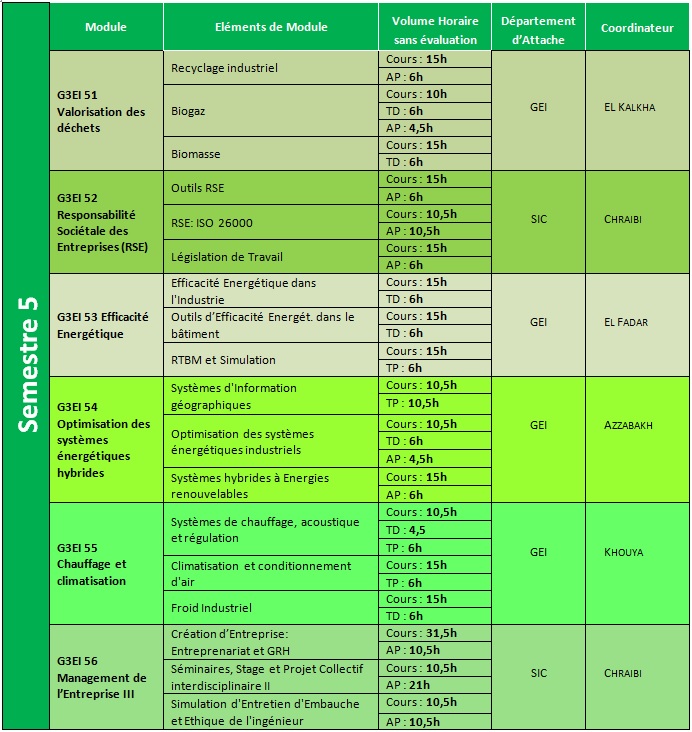 Semestre 5
Module
Eléments de Module
Volume Horaire
sans évaluation
Département
d’Attache
Coordinateur
G3EI 51
Valorisation des
déchets
Recyclage industriel
Cours : 15h
AP : 6h
Biogaz
Cours : 10h
TD : 6h
AP : 4,5h
Biomasse
Cours : 15h
TD : 6h
GEI
EL KALKHA
G3EI 52
Responsabilité
Sociétale des
Entreprises (RSE)
Outils RSE
Cours : 15h
AP : 6h
RSE: ISO 26000
Cours : 10,5h
AP : 10,5h
Législation de Travail
Cours : 15h
AP : 6h
SIC
CHRAIBI
G3EI 53 Efficacité
Energétique
Efficacité Energétique dans
l'Industrie
Cours : 15h
TD : 6h
Outils d’Efficacité Energét. dans le
bâtiment
Cours : 15h
TD : 6h
RTBM et Simulation
Cours : 15h
TP : 6h
GEI
EL FADAR
G3EI 54
Optimisation des
systèmes
énergétiques
hybrides
Systèmes d'Information
géographiques
Cours : 10,5h
TP : 10,5h
Optimisation des systèmes
énergétiques industriels
Cours : 10,5h
TD : 6h
AP : 4,5h
Systèmes hybrides à Energies
renouvelables
Cours : 15h
AP : 6h
GEI
AZZABAKH
G3EI 55
Chauffage et
climatisation
Systèmes de chauffage, acoustique
et régulation
Cours : 10,5h
TD : 4,5
TP : 6h
Climatisation et conditionnement
d'air
Cours : 15h
TP : 6h
Froid Industriel
Cours : 15h
TD : 6h
GEI
KHOUYA
G3EI 56
Management de
l’Entreprise III
Création d’Entreprise:
Entreprenariat et GRH
Cours : 31,5h
AP : 10,5h
Séminaires, Stage et Projet Collectif
interdisciplinaire II
Cours : 10,5h
AP : 21h
Simulation d'Entretien d'Embauche
et Ethique de l'ingénieur
Cours : 10,5h
AP : 10,5h
SIC
CHRAIBI